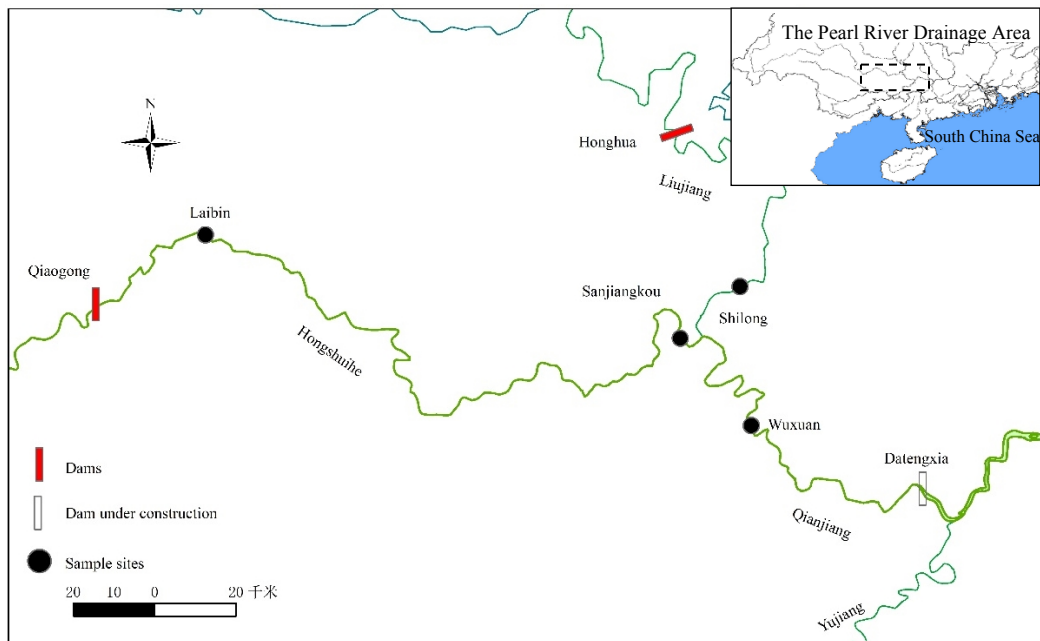 The Pearl River Drainage Area
South China Sea
N
Honghua
Liujiang
Laibin
Qiaogong
Sanjiangkou
Shilong
Hongshuihe
Wuxuan
Datengxia
Qianjiang
Yujiang
Dams
Dam under construction
Sample sites
20 10 0 20 千米